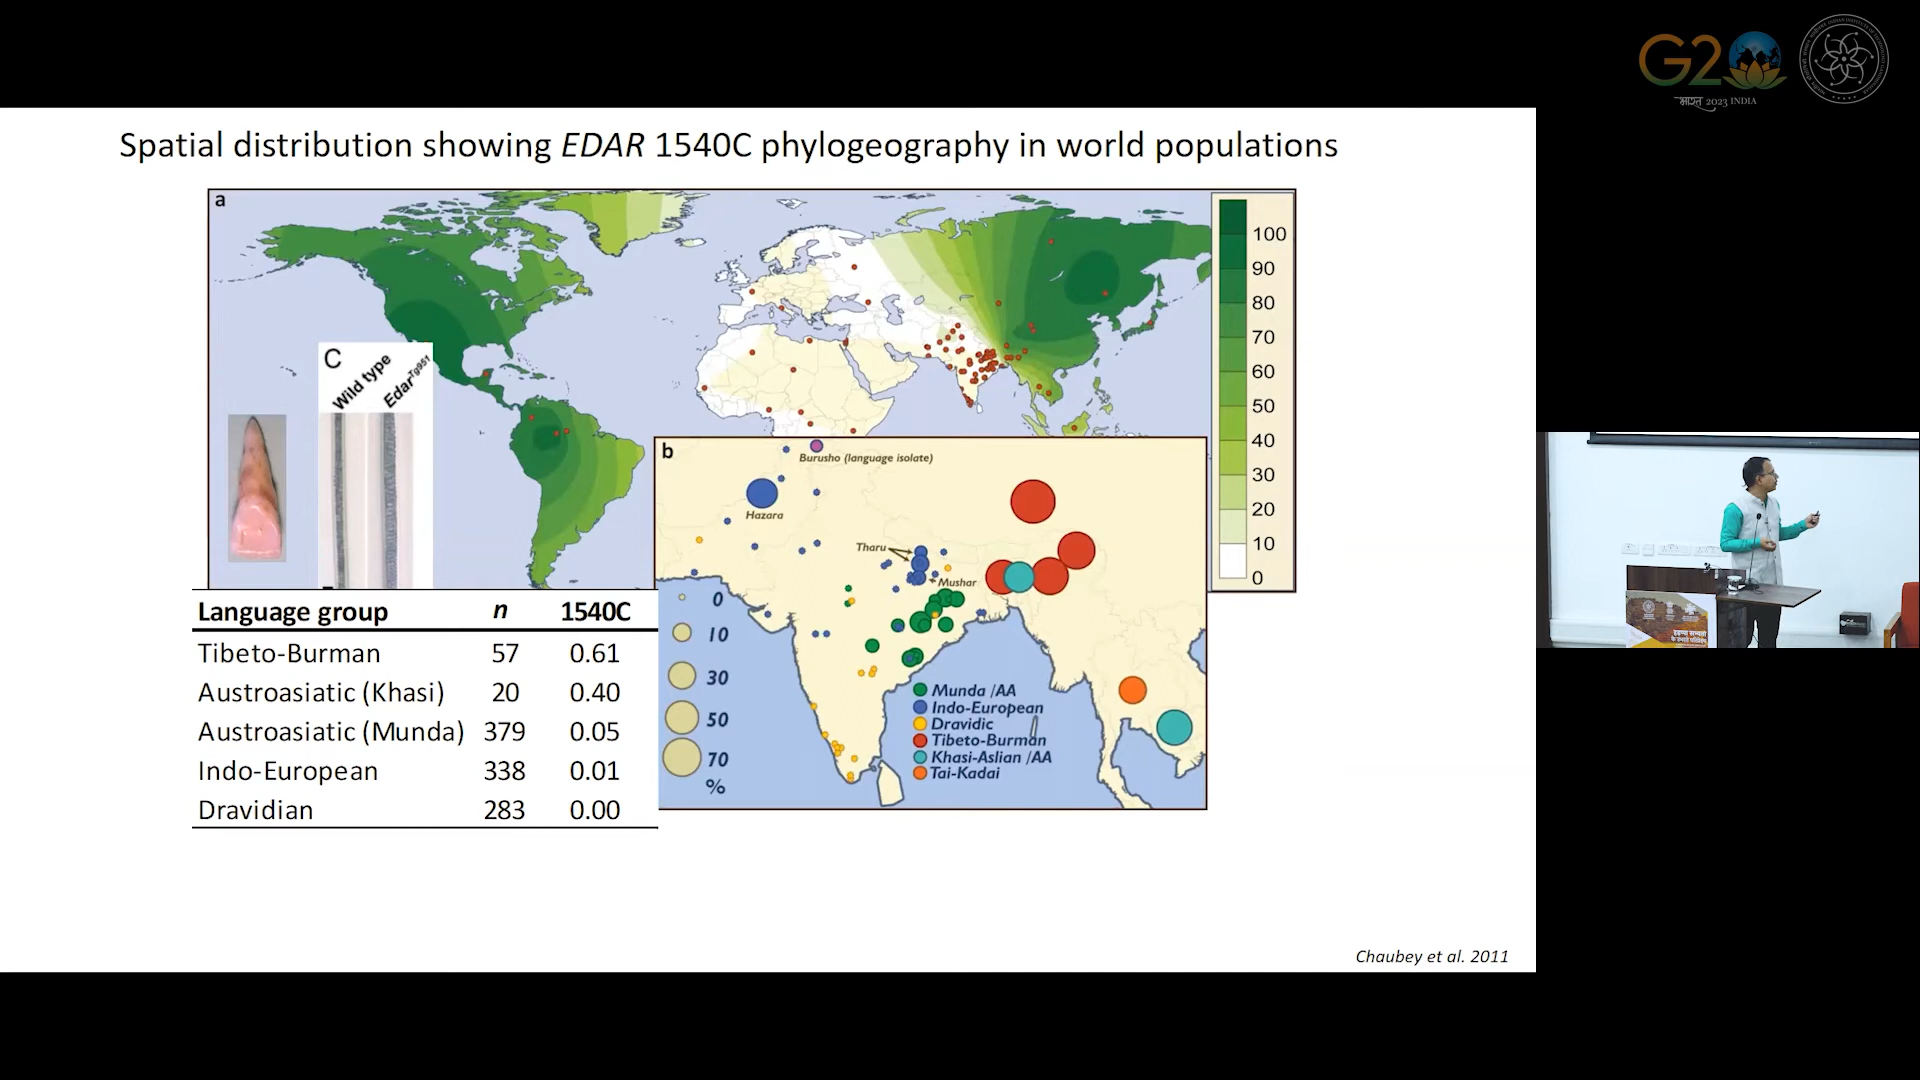 G20
भारत 2023 INDIA
Spatial distribution showing EDAR 1540C phylogeography in world populations
a
100
90
80
70
60
50
40
30
20
10
0
C
Wild type
EdarTg951
b
Burusho (language isolate)
Hazara
Tharu
Mushar
0
10
30
50
70
%
Munda /AA
Indo-European
Dravidic
Tibeto-Burman
Khasi-Aslian /AA
Tai-Kadai
Language group n 1540C
Tibeto-Burman 57 0.61
Austroasiatic (Khasi) 20 0.40
Austroasiatic (Munda) 379 0.05
Indo-European 338 0.01
Dravidian 283 0.00
Chaubey et al. 2011